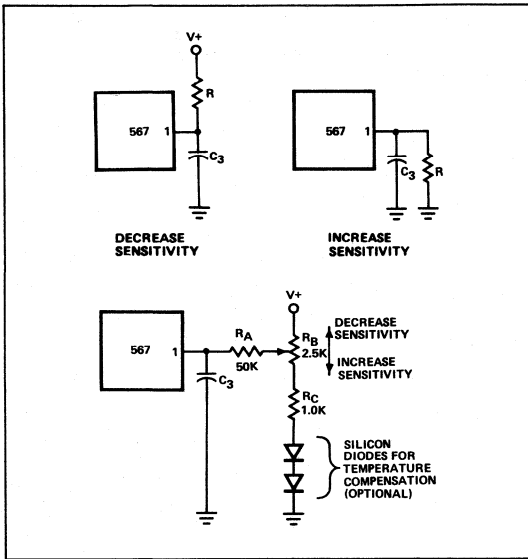 V+
R
567 1
C3
DECREASE
SENSITIVITY
567 1
C3
R
INCREASE
SENSITIVITY
V+
567 1
RA
50K
C3
RB
2.5K
DECREASE
SENSITIVITY
INCREASE
SENSITIVITY
RC
1.0K
SILICON
DIODES FOR
TEMPERATURE
COMPENSATION
(OPTIONAL)